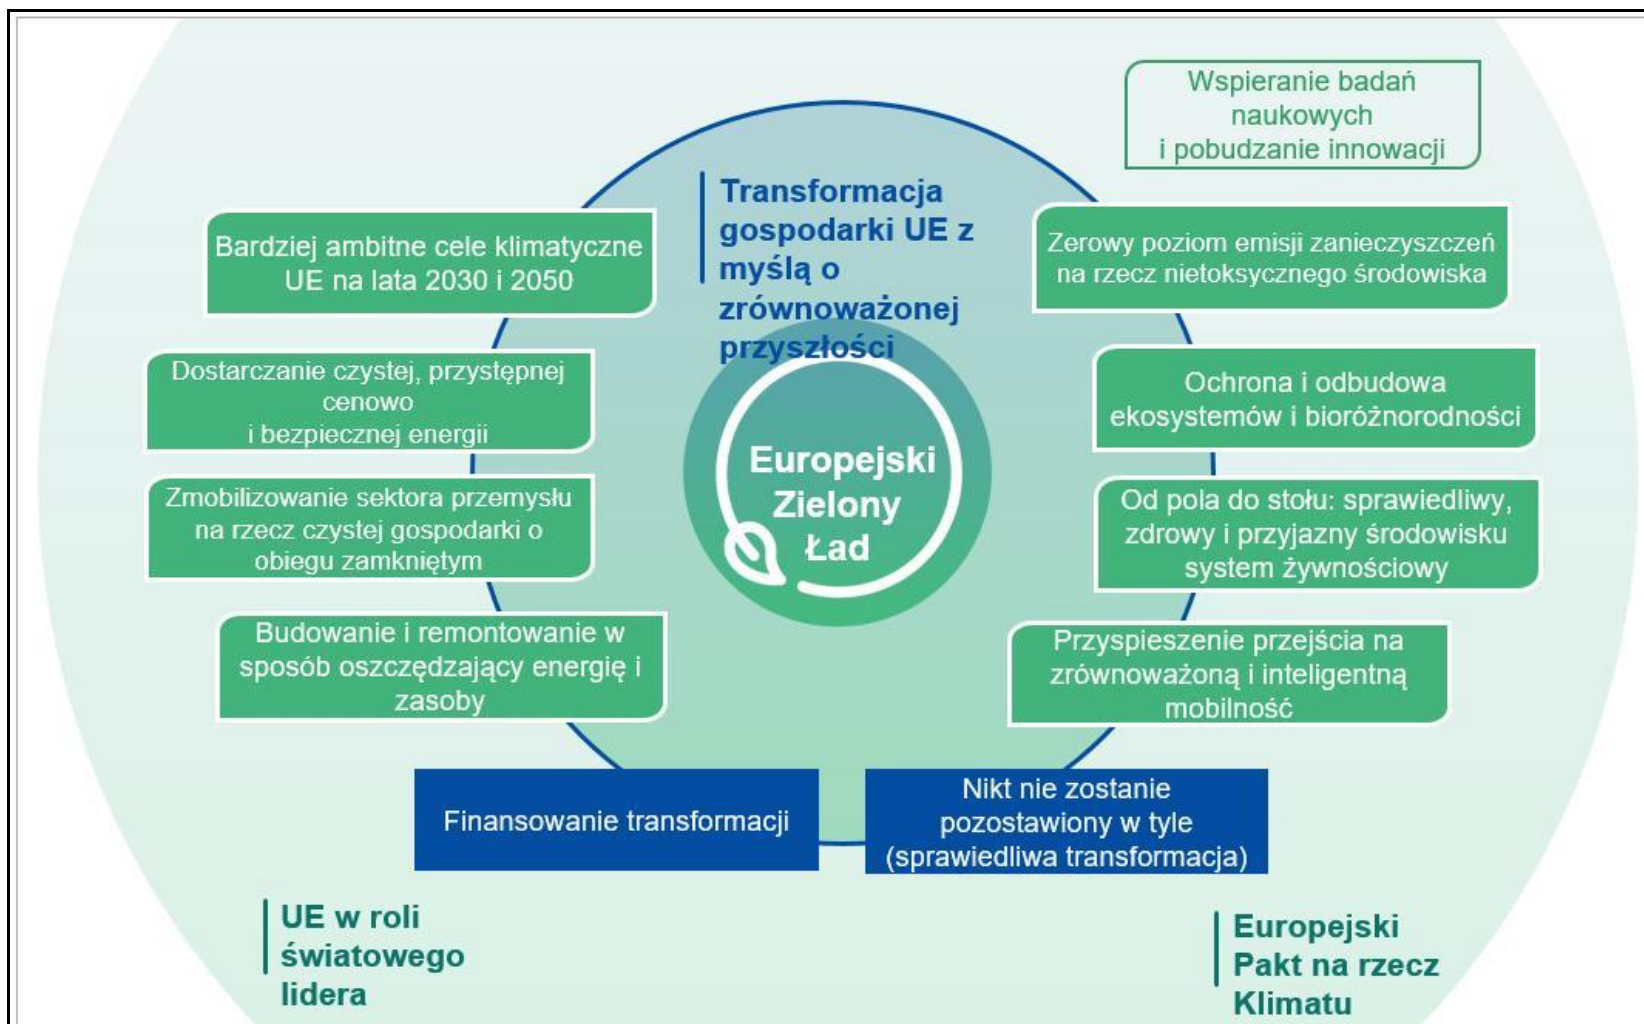 Wspieranie badań
naukowych
i pobudzanie innowacji
Transformacja
gospodarki UE z
myślą o
zrównoważonej
przyszłości
Bardziej ambitne cele klimatyczne
UE na lata 2030 i 2050
Zerowy poziom emisji zanieczyszczeń
na rzecz nietoksycznego środowiska
Dostarczanie czystej, przystępnej
cenowo
i bezpiecznej energii
Ochrona i odbudowa
ekosystemów i bioróżnorodności
Europejski
Zielony
Ład
Zmobilizowanie sektora przemysłu
na rzecz czystej gospodarki o
obiegu zamkniętym
Od pola do stołu: sprawiedliwy,
zdrowy i przyjazny środowisku
system żywnościowy
Budowanie i remontowanie w
sposób oszczędzający energię i
zasoby
Przyspieszenie przejścia na
zrównoważoną i inteligentną
mobilność
Finansowanie transformacji
Nikt nie zostanie
pozostawiony w tyle
(sprawiedliwa transformacja)
UE w roli
światowego
lidera
Europejski
Pakt na rzecz
Klimatu